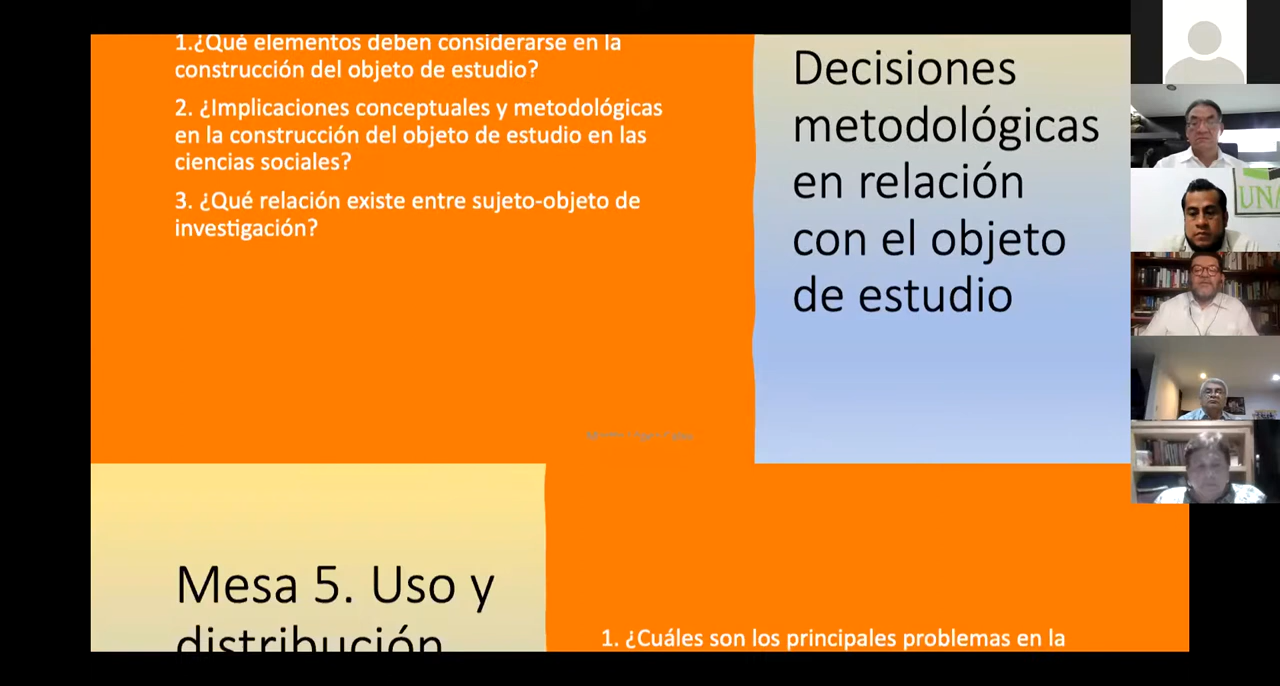 1.¿Qué elementos deben considerarse en la
construcción del objeto de estudio?
2. ¿Implicaciones conceptuales y metodológicas
en la construcción del objeto de estudio en las
ciencias sociales?
3. ¿Qué relación existe entre sujeto-objeto de
investigación?
Decisiones
metodológicas
en relación
con el objeto
de estudio
Mesa 5. Uso y
distribución
1. ¿Cuáles son los principales problemas en la